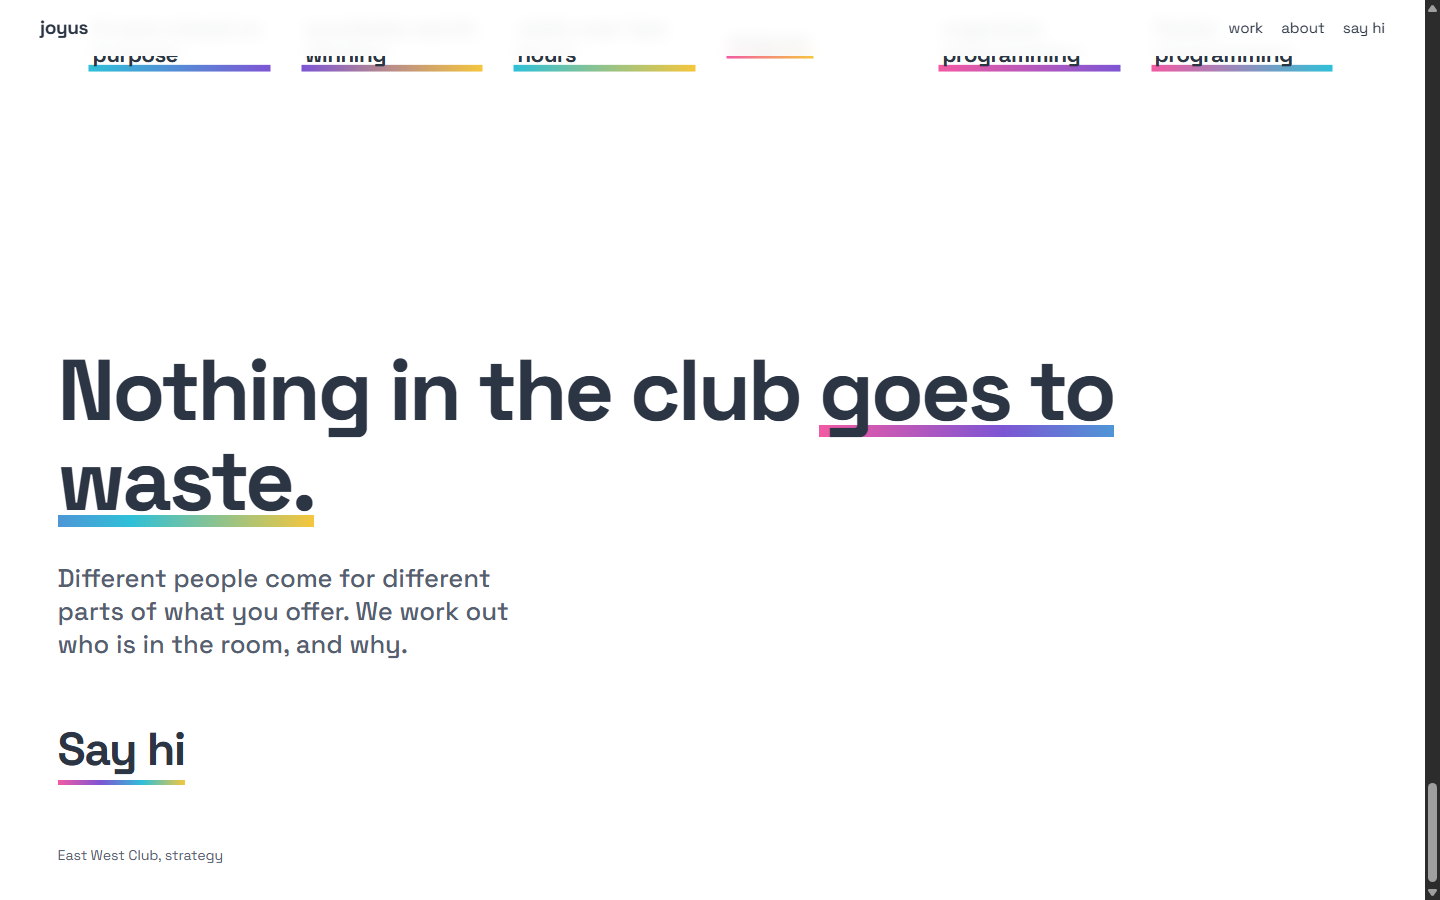 joyus
work about say hi
purpose winning hours programming programming
Nothing in the club goes to
waste.
Different people come for different
parts of what you offer. We work out
who is in the room, and why.
Say hi
East West Club, strategy